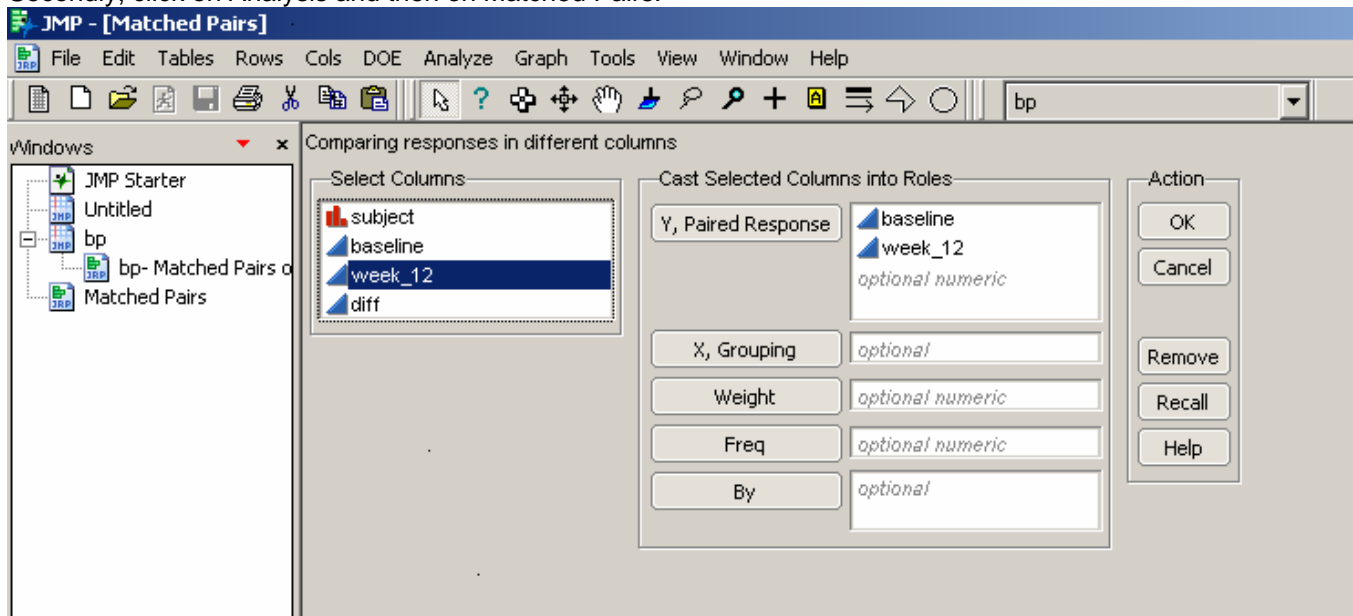 Secondly, click on Analysis and then on Matched Pairs.
JMP - [Matched Pairs]
File Edit Tables Rows Cols DOE Analyze Graph Tools View Window Help
bp
Windows
JMP Starter
Untitled
bp
bp- Matched Pairs o
Matched Pairs
Comparing responses in different columns
Select Columns
subject
baseline
week_12
diff
Cast Selected Columns into Roles
Y, Paired Response
baseline
week_12
optional numeric
X, Grouping
optional
Weight
optional numeric
Freq
optional numeric
By
optional
Action
OK
Cancel
Remove
Recall
Help